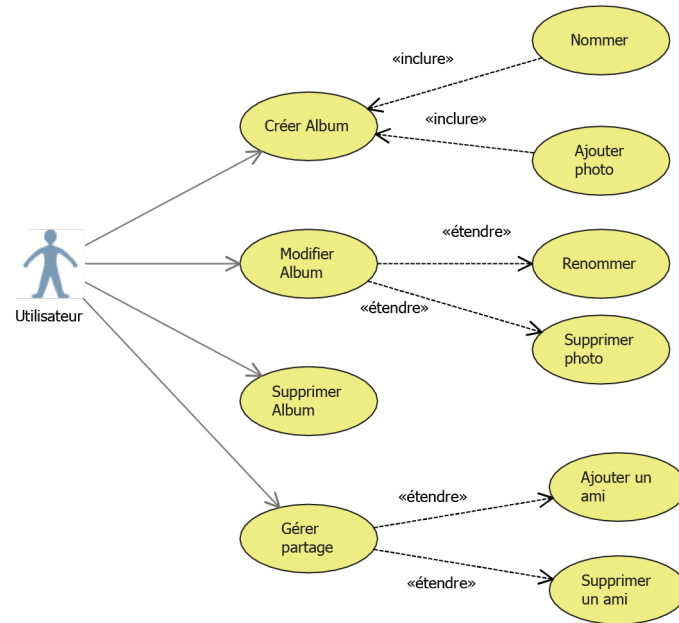 Nommer
«inclure»
Créer Album
«inclure»
Ajouter
photo
Utilisateur
Modifier
Album
«étendre»
Renommer
«étendre»
Supprimer
photo
Supprimer
Album
Gérer
partage
«étendre»
Ajouter un
ami
«étendre»
Supprimer
un ami